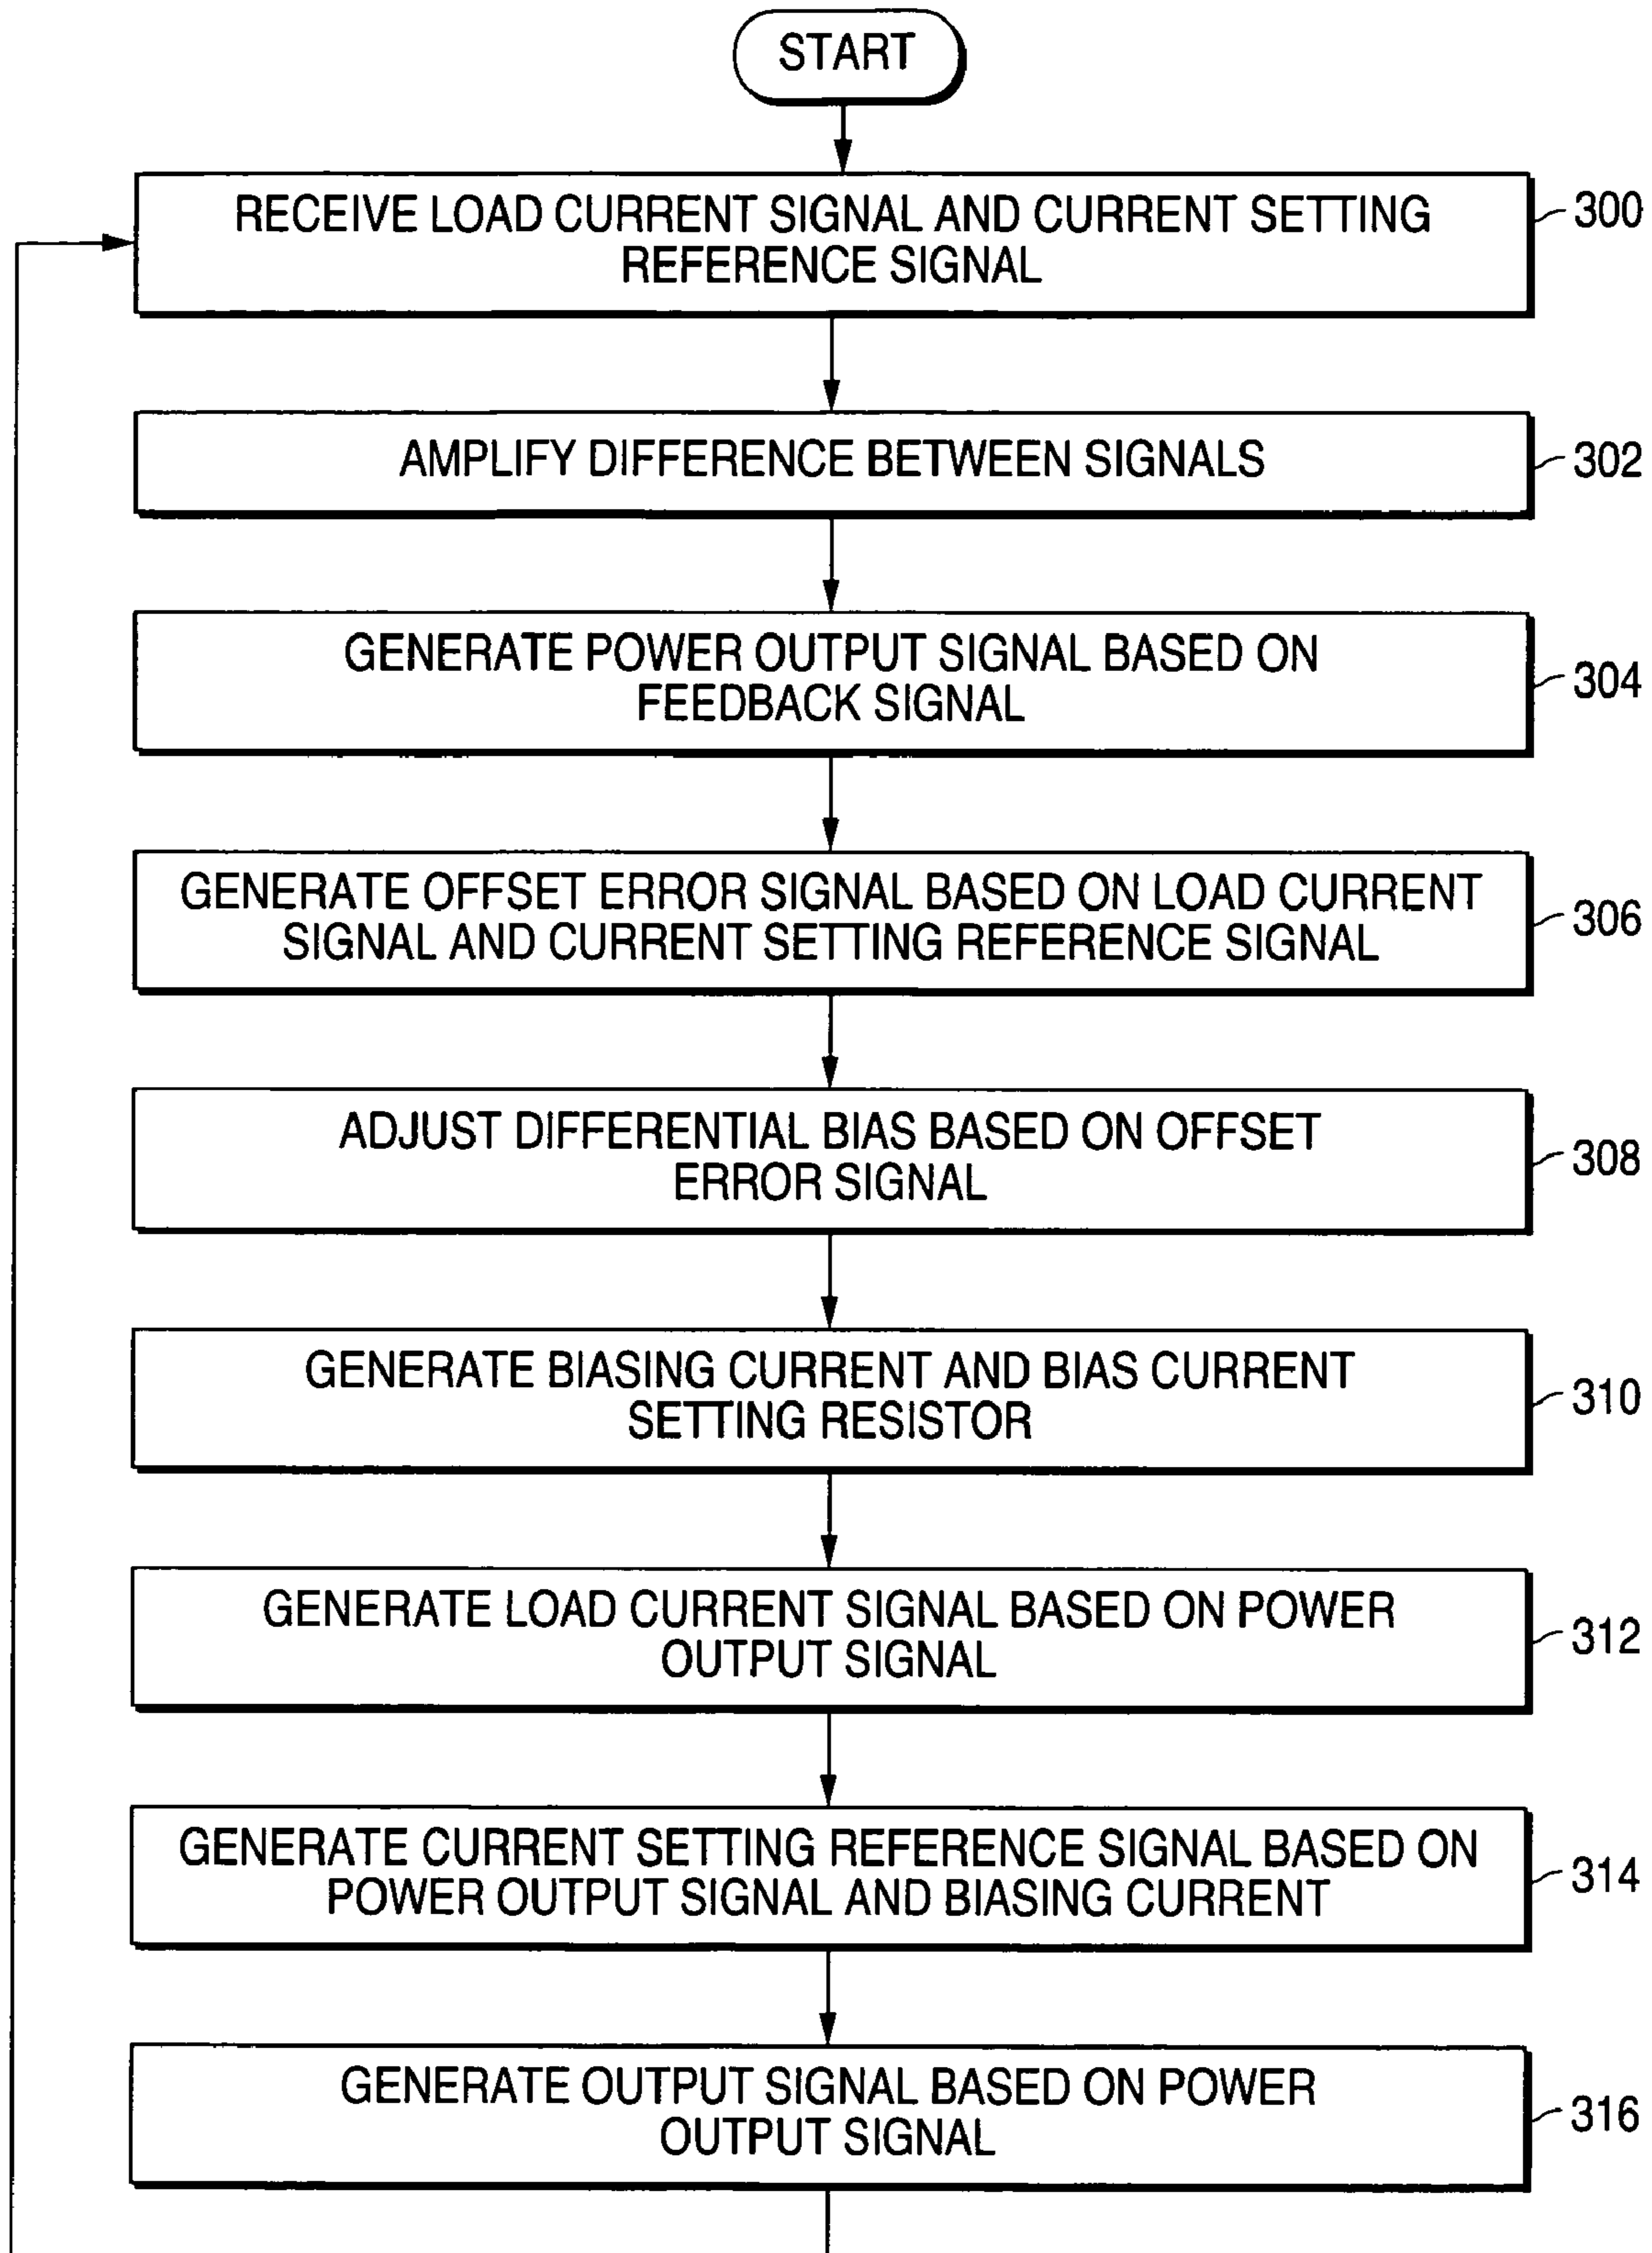 START
RECEIVE LOAD CURRENT SIGNAL AND CURRENT SETTING
REFERENCE SIGNAL
300
AMPLIFY DIFFERENCE BETWEEN SIGNALS
302
GENERATE POWER OUTPUT SIGNAL BASED ON
FEEDBACK SIGNAL
304
GENERATE OFFSET ERROR SIGNAL BASED ON LOAD CURRENT
SIGNAL AND CURRENT SETTING REFERENCE SIGNAL
306
ADJUST DIFFERENTIAL BIAS BASED ON OFFSET
ERROR SIGNAL
308
GENERATE BIASING CURRENT AND BIAS CURRENT
SETTING RESISTOR
310
GENERATE LOAD CURRENT SIGNAL BASED ON POWER
OUTPUT SIGNAL
312
GENERATE CURRENT SETTING REFERENCE SIGNAL BASED ON
POWER OUTPUT SIGNAL AND BIASING CURRENT
314
GENERATE OUTPUT SIGNAL BASED ON POWER
OUTPUT SIGNAL
316